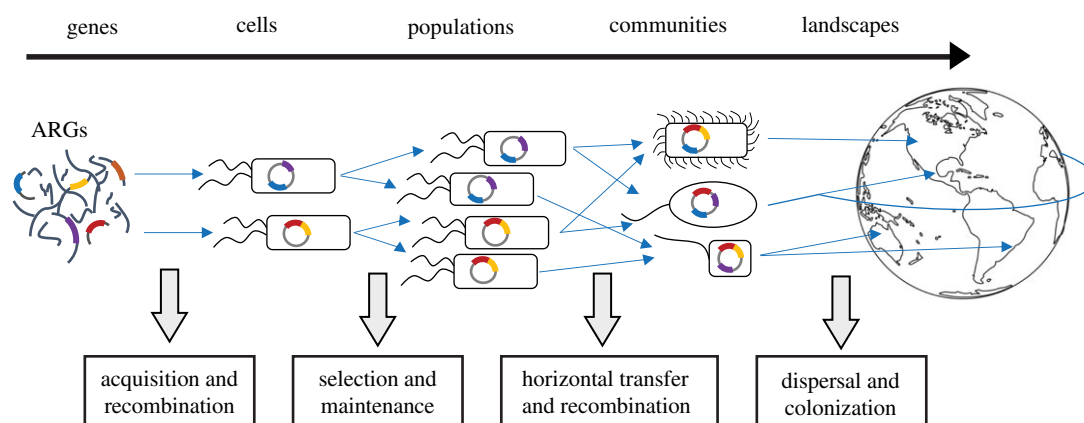 genes cells populations communities landscapes
ARGs
acquisition and
recombination
selection and
maintenance
horizontal transfer
and recombination
dispersal and
colonization